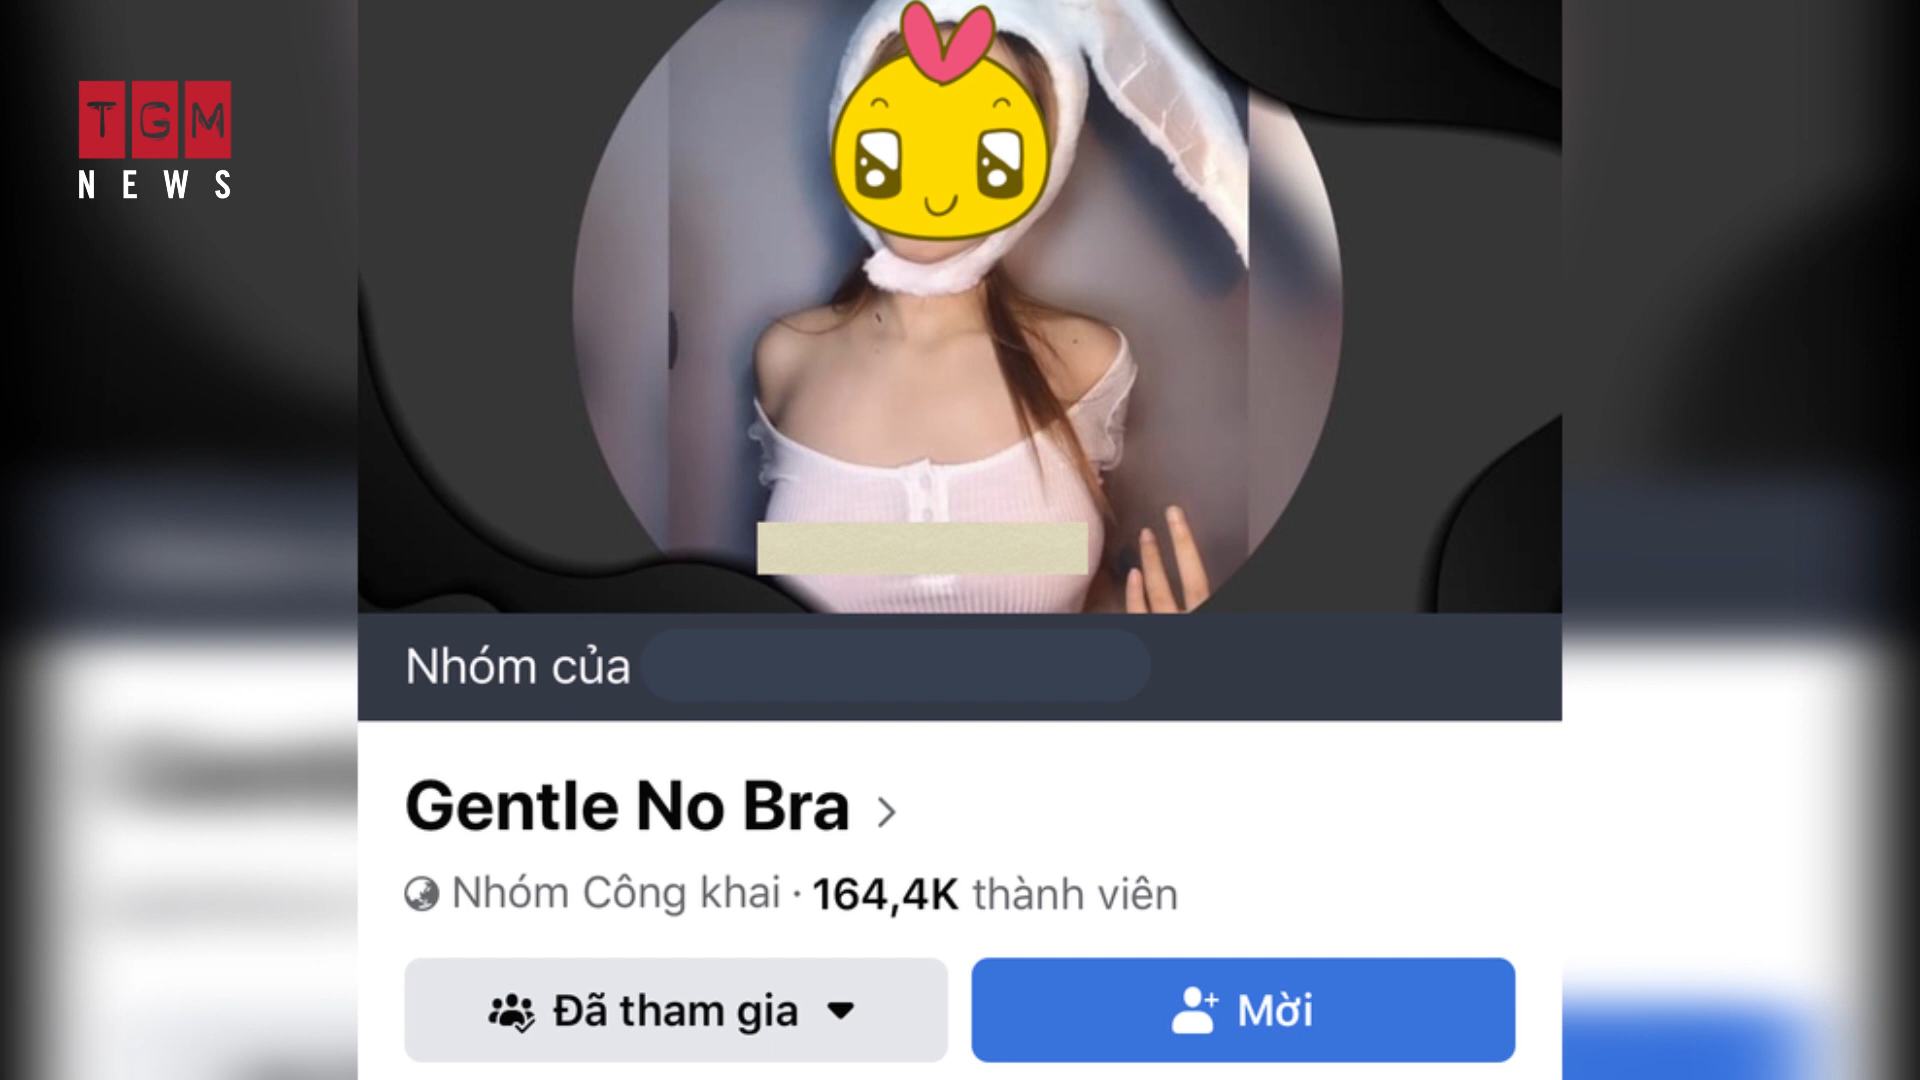 TGM
NEWS
Nhóm của
Gentle No Bra
Nhóm Công khai · 164,4K thành viên
Đã tham gia
Mời